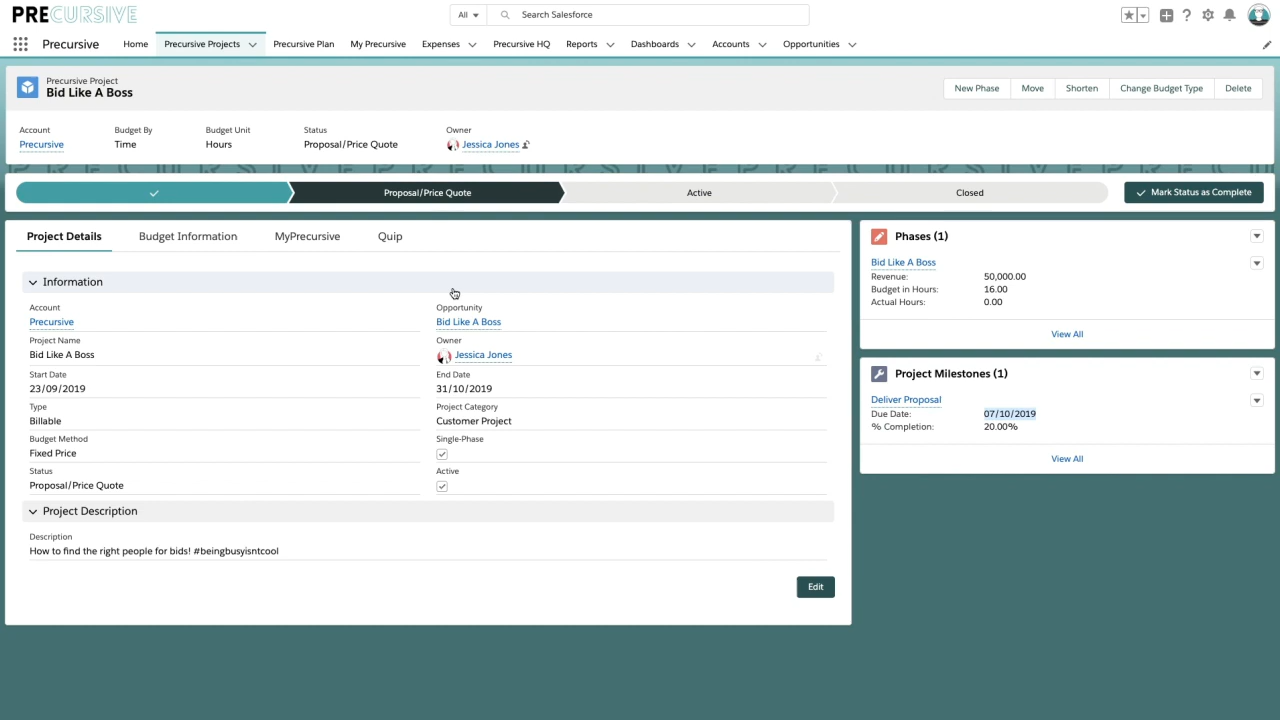 PRECURSIVE
All
Search Salesforce
Precursive
Home
Precursive Projects
Precursive Plan
My Precursive
Expenses
Precursive HQ
Reports
Dashboards
Accounts
Opportunities
Precursive Project
Bid Like A Boss
New Phase
Move
Shorten
Change Budget Type
Delete
Account
Budget By
Budget Unit
Status
Owner
Precursive
Time
Hours
Proposal/Price Quote
Jessica Jones
Proposal/Price Quote
Active
Closed
Mark Status as Complete
Project Details
Budget Information
MyPrecursive
Quip
Information
Account
Precursive
Opportunity
Bid Like A Boss
Project Name
Bid Like A Boss
Owner
Jessica Jones
Start Date
23/09/2019
End Date
31/10/2019
Type
Billable
Project Category
Customer Project
Budget Method
Fixed Price
Single-Phase
Status
Proposal/Price Quote
Active
Project Description
Description
How to find the right people for bids! #beingbusyisntcool
Edit
Phases (1)
Bid Like A Boss
Revenue: 50,000.00
Budget in Hours: 16.00
Actual Hours: 0.00
View All
Project Milestones (1)
Deliver Proposal
Due Date: 07/10/2019
% Completion: 20.00%
View All